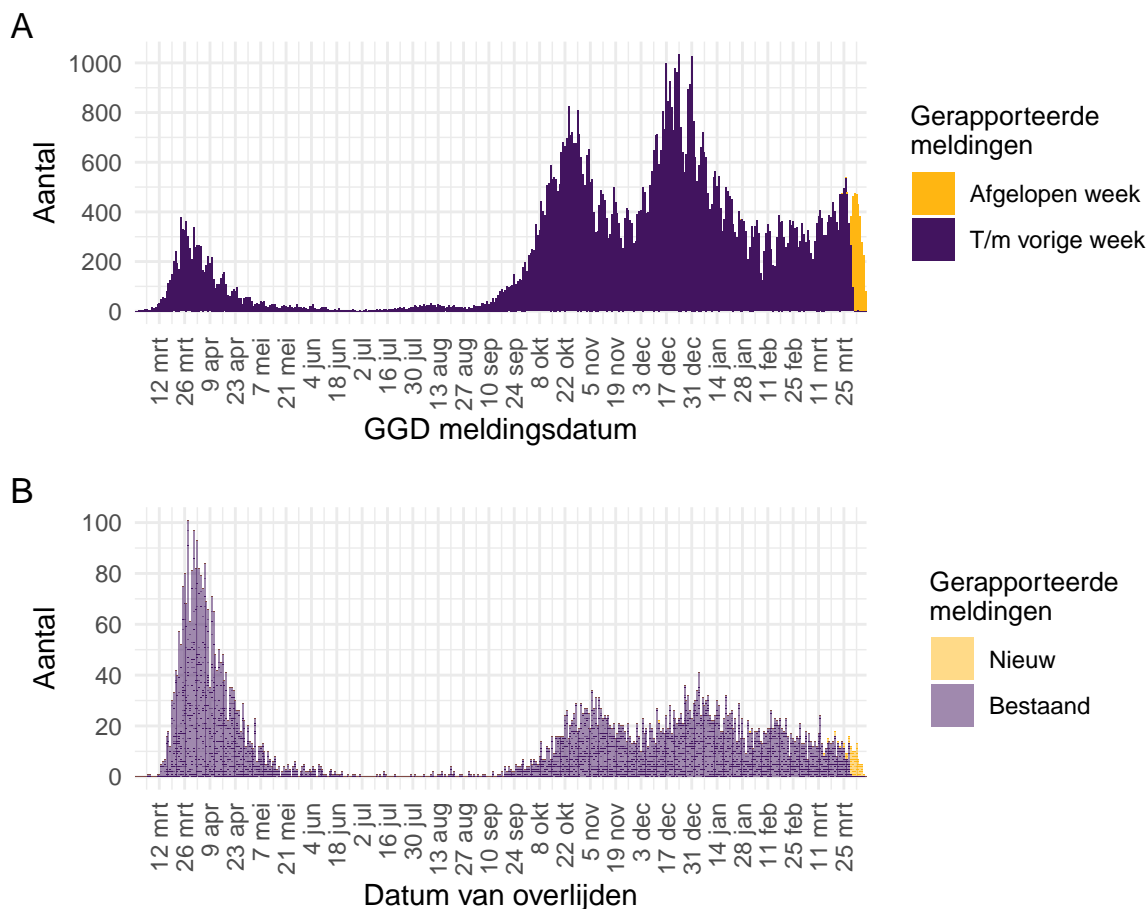 A
1000
800
600
400
200
0
Aantal
12 mrt
26 mrt
9 apr
23 apr
7 mei
21 mei
4 jun
18 jun
2 jul
16 jul
30 jul
13 aug
27 aug
10 sep
24 sep
8 okt
22 okt
5 nov
19 nov
3 dec
17 dec
31 dec
14 jan
28 jan
11 feb
25 feb
11 mrt
25 mrt
GGD meldingsdatum
Gerapporteerde
meldingen
Afgelopen week
T/m vorige week
B
100
80
60
40
20
0
Aantal
12 mrt
26 mrt
9 apr
23 apr
7 mei
21 mei
4 jun
18 jun
2 jul
16 jul
30 jul
13 aug
27 aug
10 sep
24 sep
8 okt
22 okt
5 nov
19 nov
3 dec
17 dec
31 dec
14 jan
28 jan
11 feb
25 feb
11 mrt
25 mrt
Datum van overlijden
Gerapporteerde
meldingen
Nieuw
Bestaand